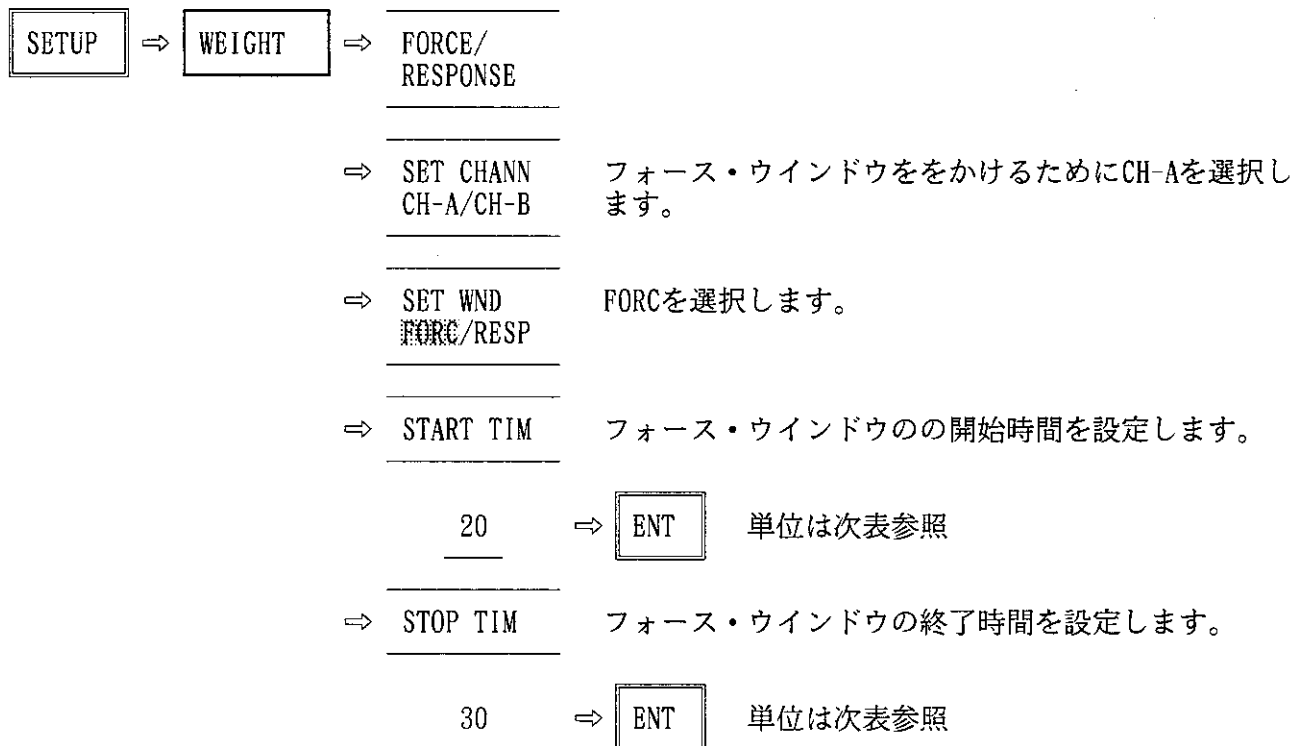 SETUP ⇒ WEIGHT ⇒ FORCE/
RESPONSE
⇒ SET CHANN フォース・ウインドウををかけるためにCH-Aを選択し
CH-A/CH-B ます。
⇒ SET WND FORCを選択します。
FORC/RESP
⇒ START TIM フォース・ウインドウのの開始時間を設定します。
20 ⇒ ENT 単位は次表参照
⇒ STOP TIM フォース・ウインドウの終了時間を設定します。
30 ⇒ ENT 単位は次表参照